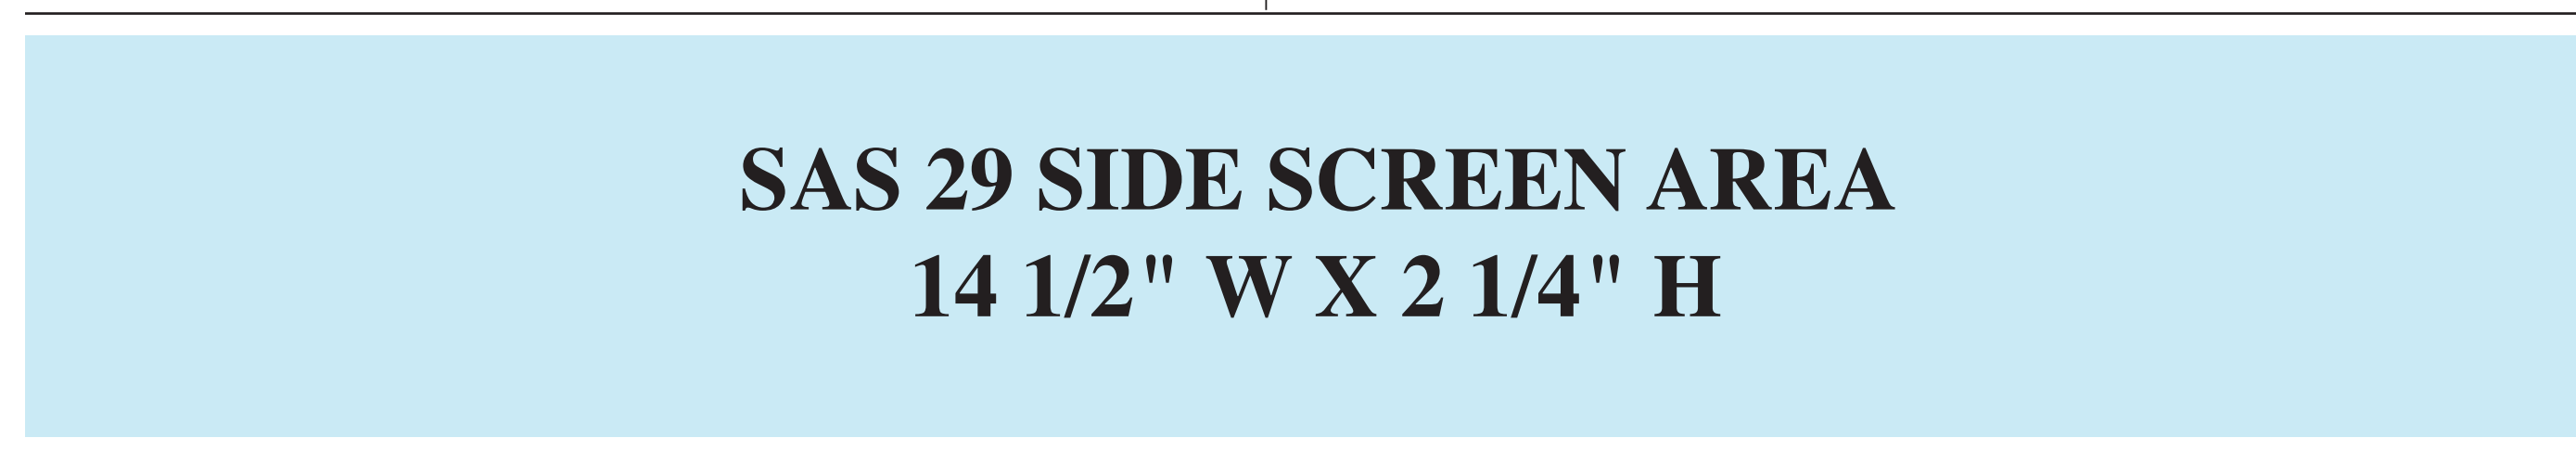 SAS 29 SIDE SCREEN AREA
14 1/2" W X 2 1/4" H